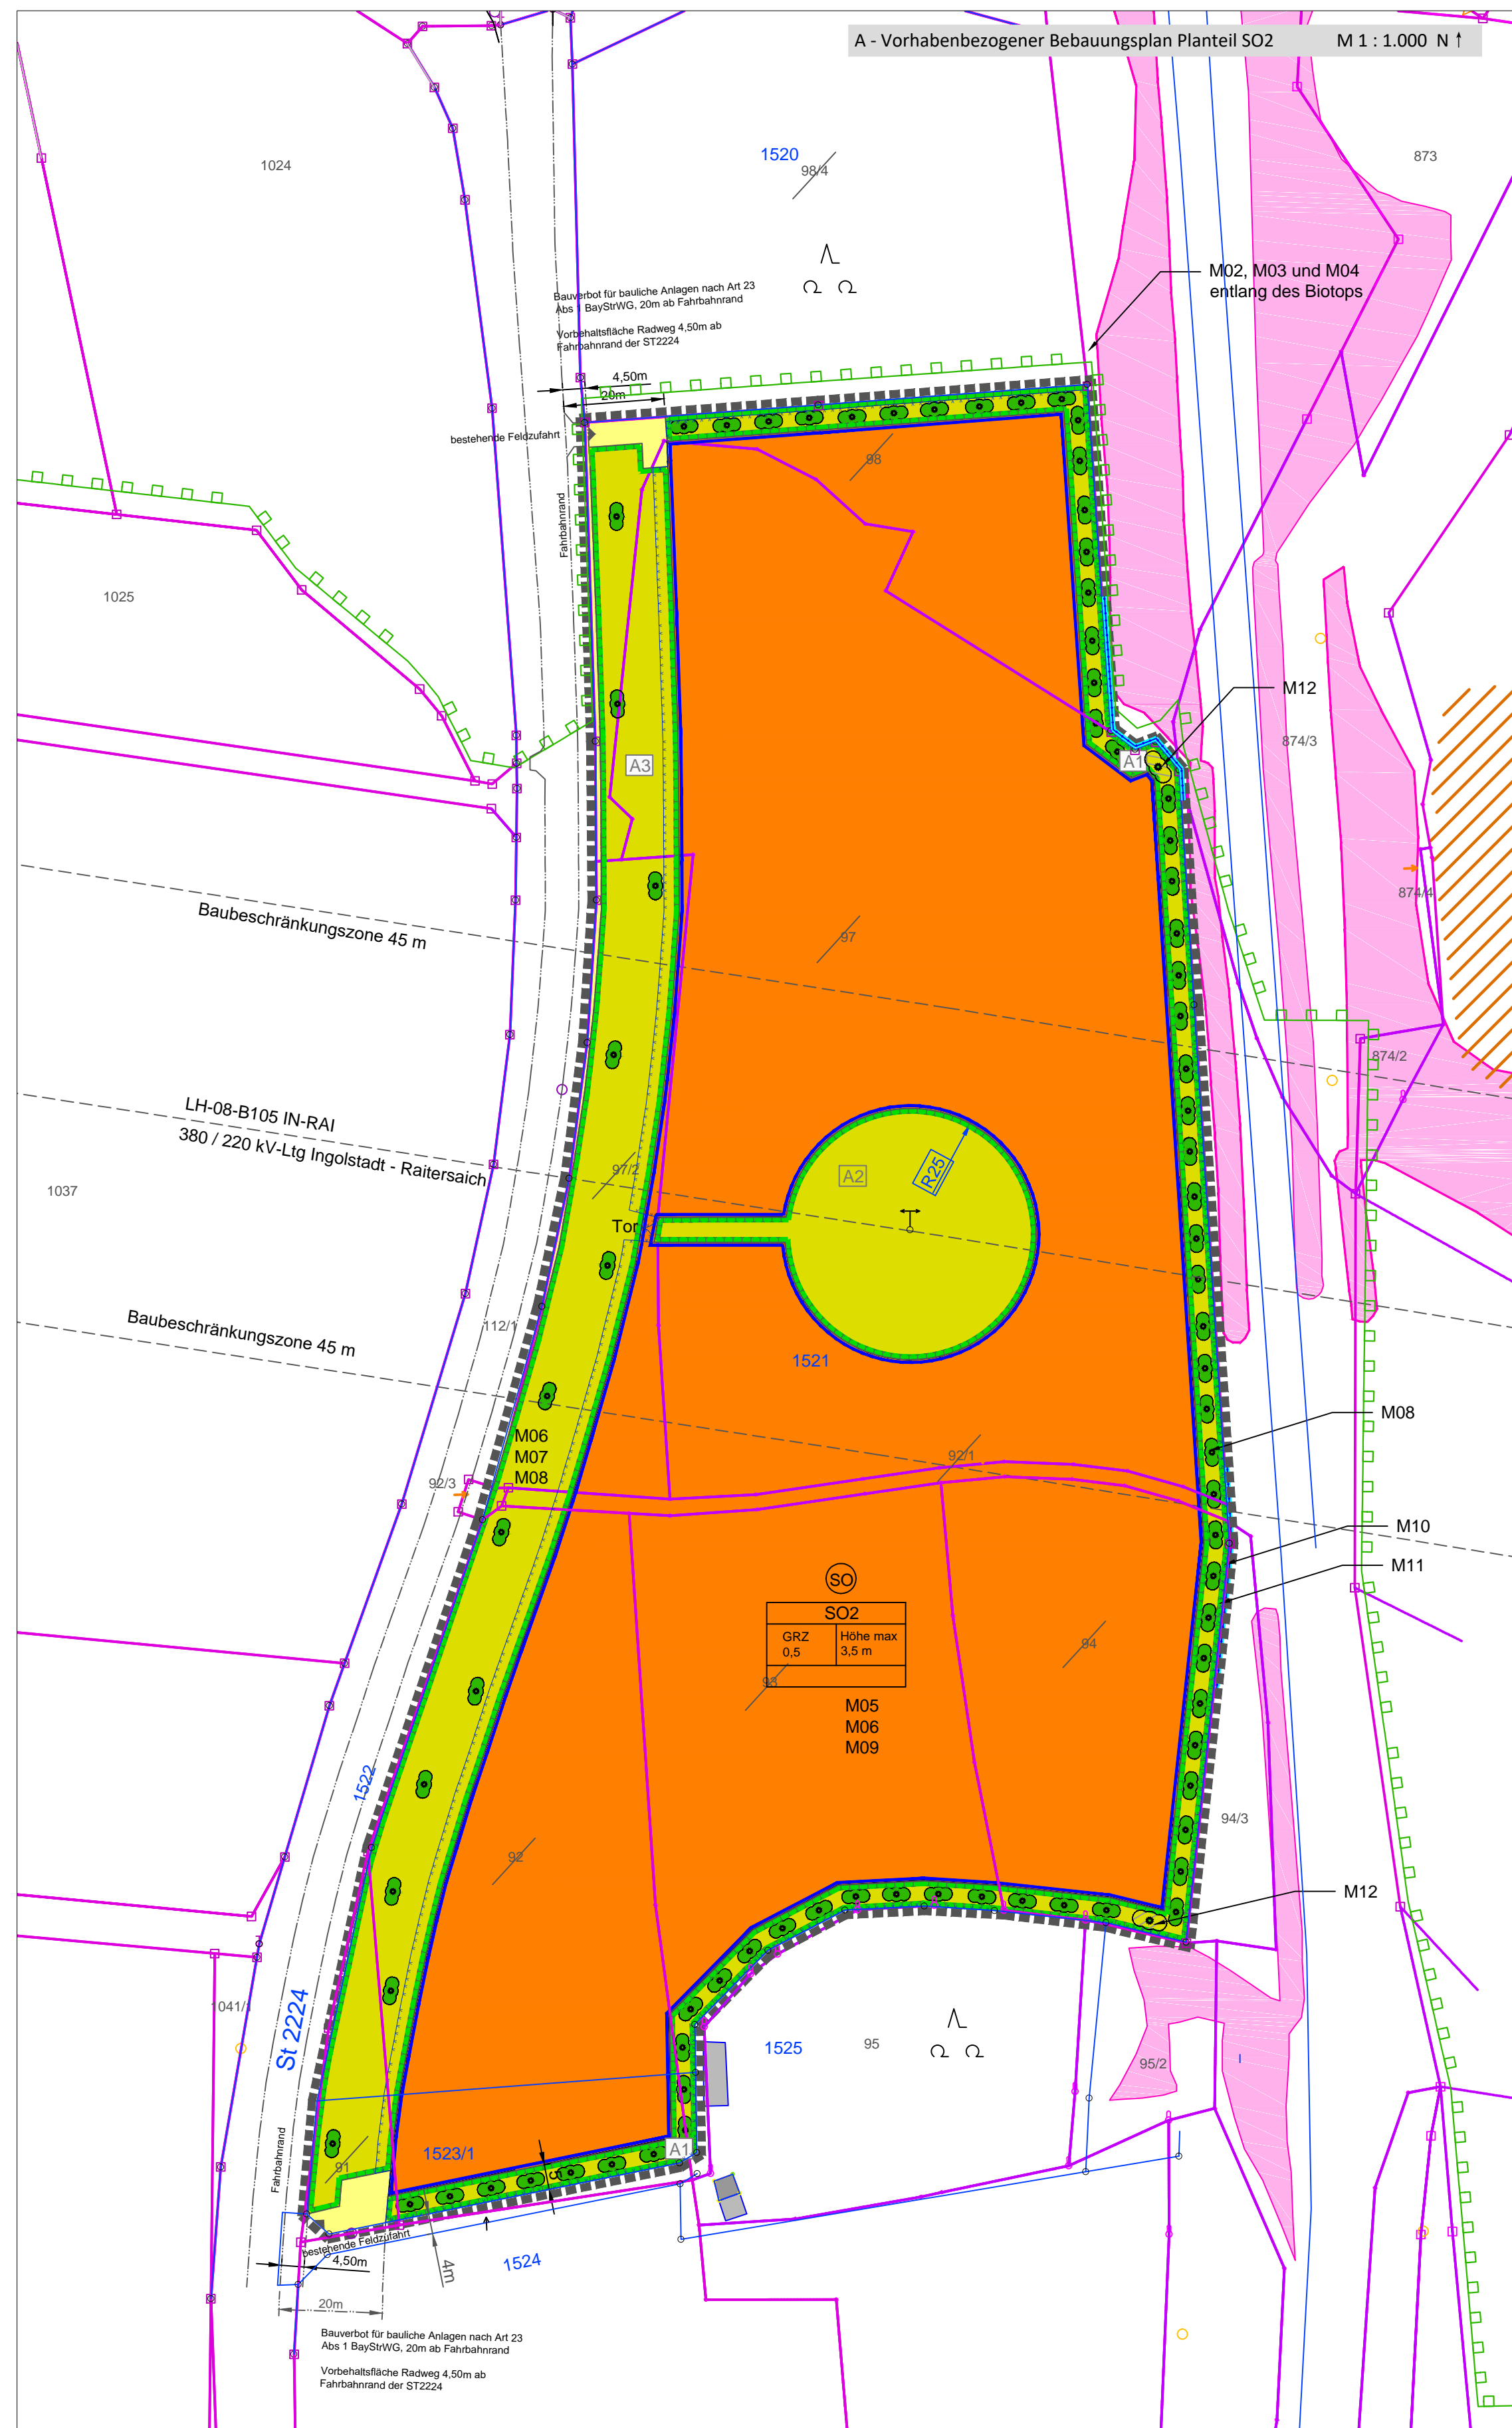 A - Vorhabenbezogener Bebauungsplan Planteil SO2 M 1 : 1.000 N
1024
1520
98/4
873
M02, M03 und M04
entlang des Biotops
Bauverbot für bauliche Anlagen nach Art 23
Abs 1 BayStrWG, 20m ab Fahrbahnrand
Vorbehaltsfläche Radweg 4,50m ab
Fahrbahnrand der ST2224
4,50m
20m
bestehende Feldzufahrt
98
Fahrbahnrand
1025
M12
874/3
A3
A1
874/4
Baubeschränkungszone 45 m
97
874/2
LH-08-B105 IN-RAI
380 / 220 kV-Ltg Ingolstadt - Raitersaich
1037
97/2
A2
R25
Tor
112/1
Baubeschränkungszone 45 m
1521
M08
M06
M07
M08
92/3
92/1
M10
M11
SO
SO2
GRZ
0,5
Höhe max
3,5 m
94
93
M05
M06
M09
1522
94/3
92
M12
1041/1
St 2224
1525
95
95/2
Fahrbahnrand
91
1523/1
5
A1
bestehende Feldzufahrt
4,50m
4m
1524
20m
Bauverbot für bauliche Anlagen nach Art 23
Abs 1 BayStrWG, 20m ab Fahrbahnrand
Vorbehaltsfläche Radweg 4,50m ab
Fahrbahnrand der ST2224